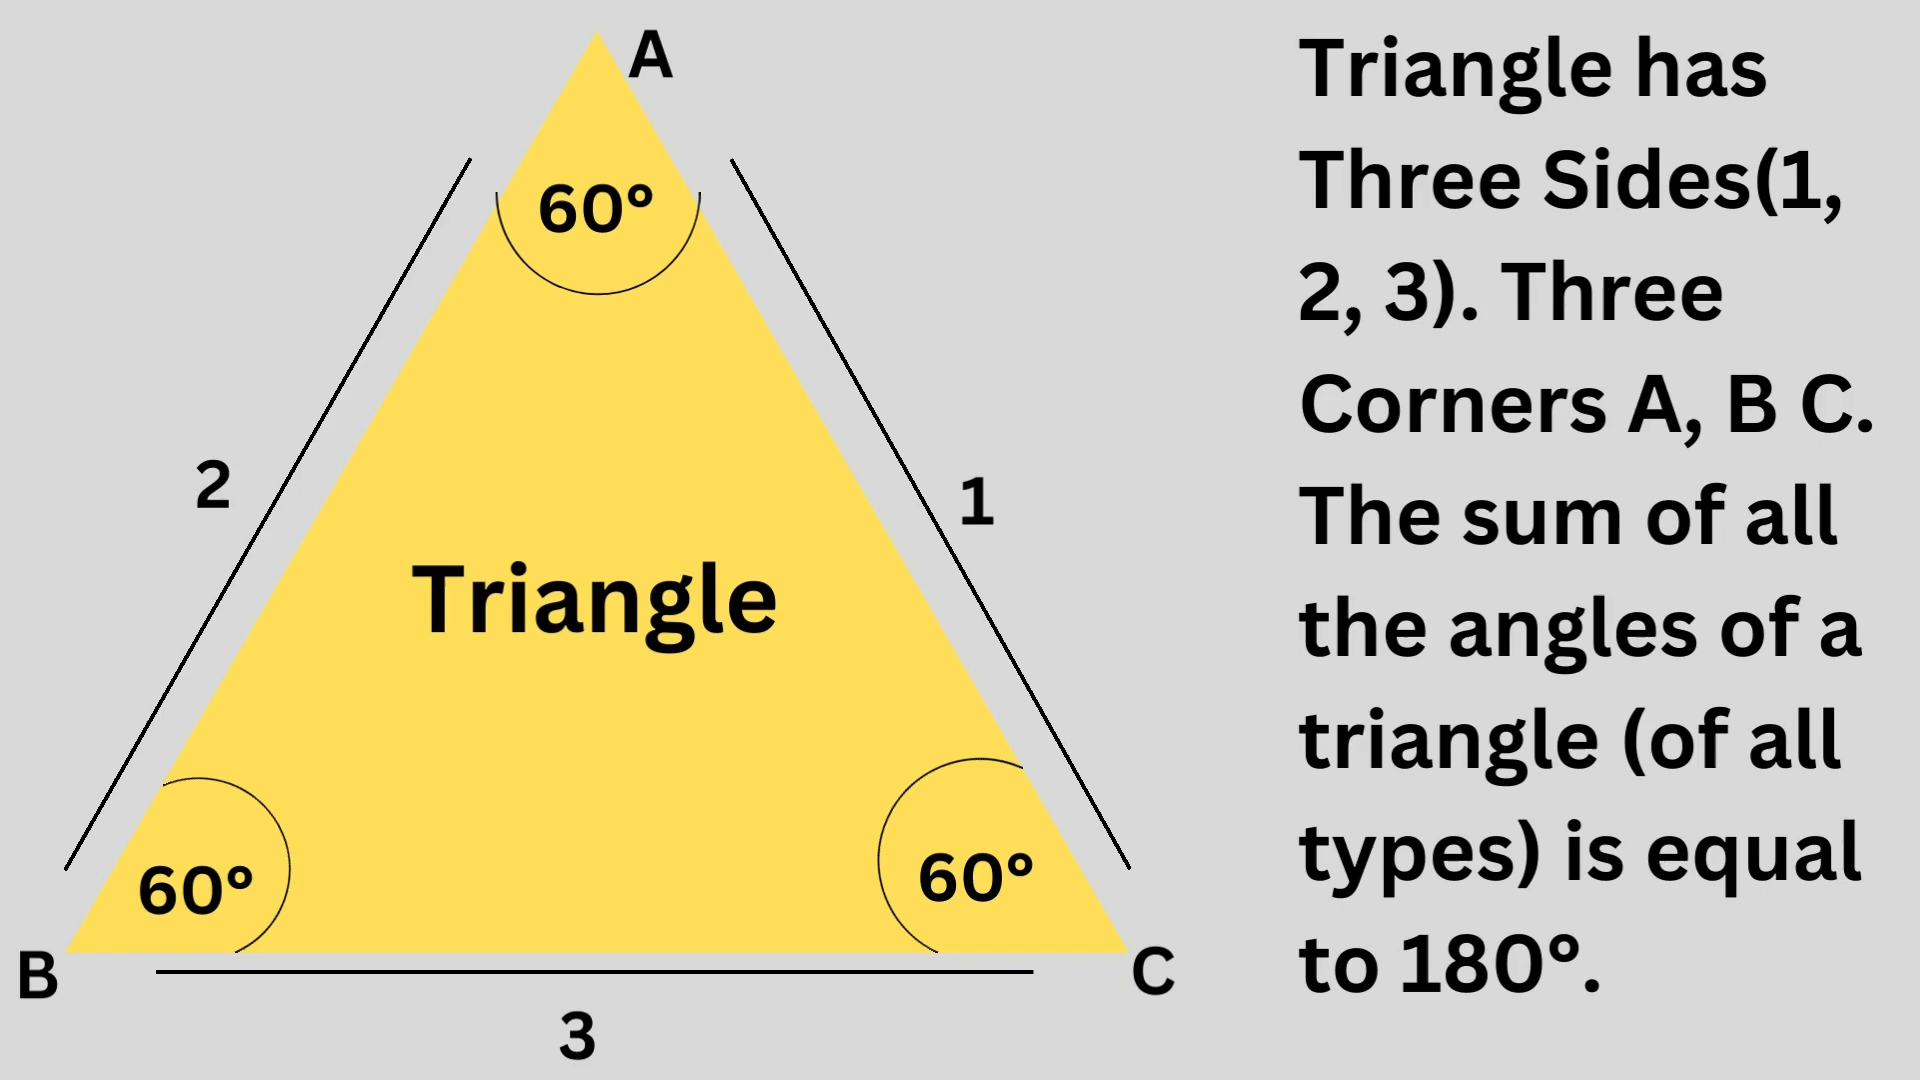 A
60°
2
1
Triangle
60°
60°
B
C
3
Triangle has
Three Sides(1,
2, 3). Three
Corners A, B C.
The sum of all
the angles of a
triangle (of all
types) is equal
to 180°.